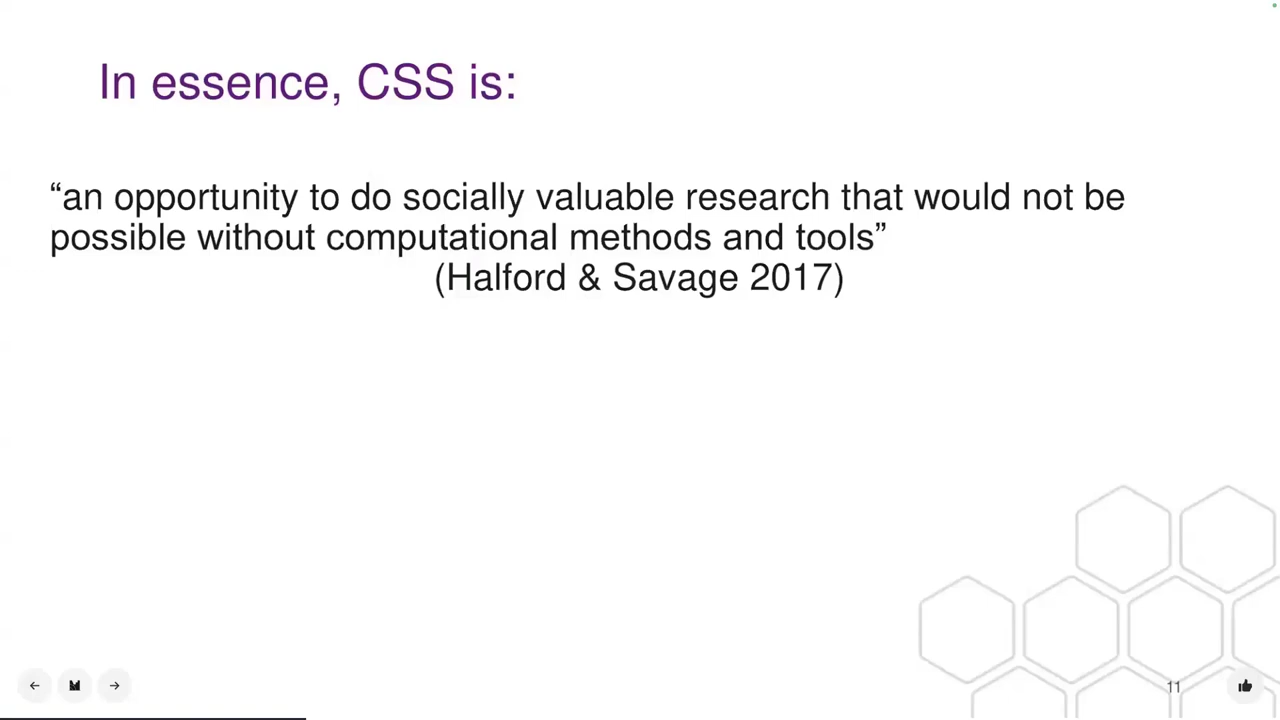 In essence, CSS is:
“an opportunity to do socially valuable research that would not be
possible without computational methods and tools”
(Halford & Savage 2017)
11